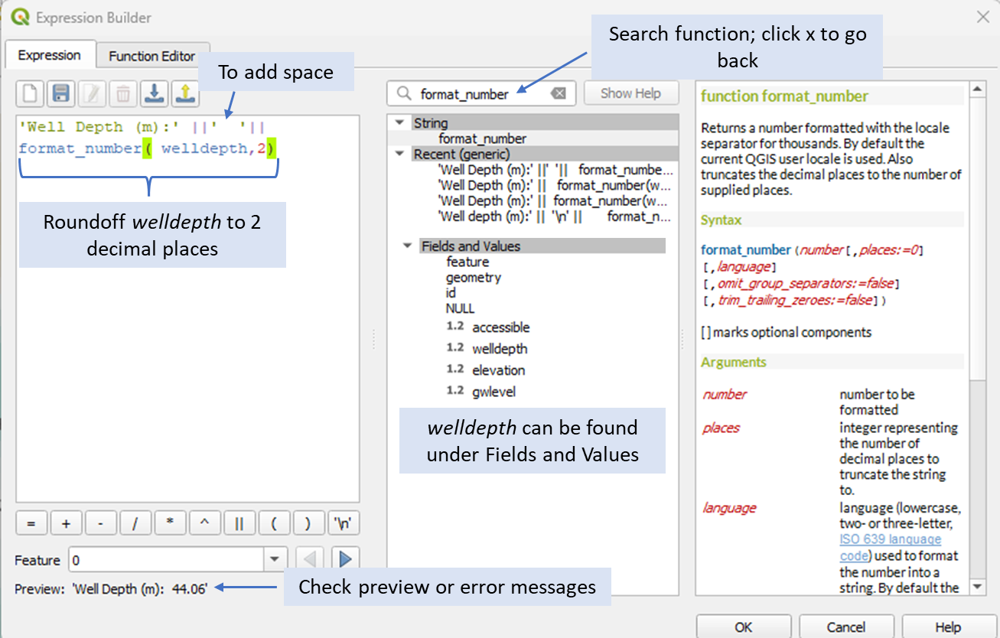 Expression Builder
Expression
Function Editor
Search function; click x to go
back
To add space
format_number
Show Help
'Well Depth (m):' ||'  '||
format_number( welldepth,2)
Roundoff welldepth to 2
decimal places
String
format_number
Recent (generic)
'Well Depth (m):' ||'  '||   format_numbe...
'Well Depth (m):' ||   format_number(w...
'Well Depth (m):' ||  format_number(w...
'Well depth (m):' ||  '\n' ||       format_n...
Fields and Values
feature
geometry
id
NULL
1.2 accessible
1.2 welldepth
1.2 elevation
1.2 gwlevel
welldepth can be found
under Fields and Values
function format_number
Returns a number formatted with the locale
separator for thousands. By default the
current QGIS user locale is used. Also
truncates the decimal places to the number of
supplied places.
Syntax
format_number (number[,places:=0]
[,language]
[,omit_group_separators:=false]
[,trim_trailing_zeroes:=false])
[ ] marks optional components
Arguments
number number to be
formatted
places integer representing
the number of
decimal places to
truncate the string
to.
language language (lowercase,
two- or three-letter,
ISO 639 language
code) used to format
the number into a
string. By default the
= + - / * ^ || ( ) '\n'
Feature 0
Preview: 'Well Depth (m):  44.06'
Check preview or error messages
OK Cancel Help